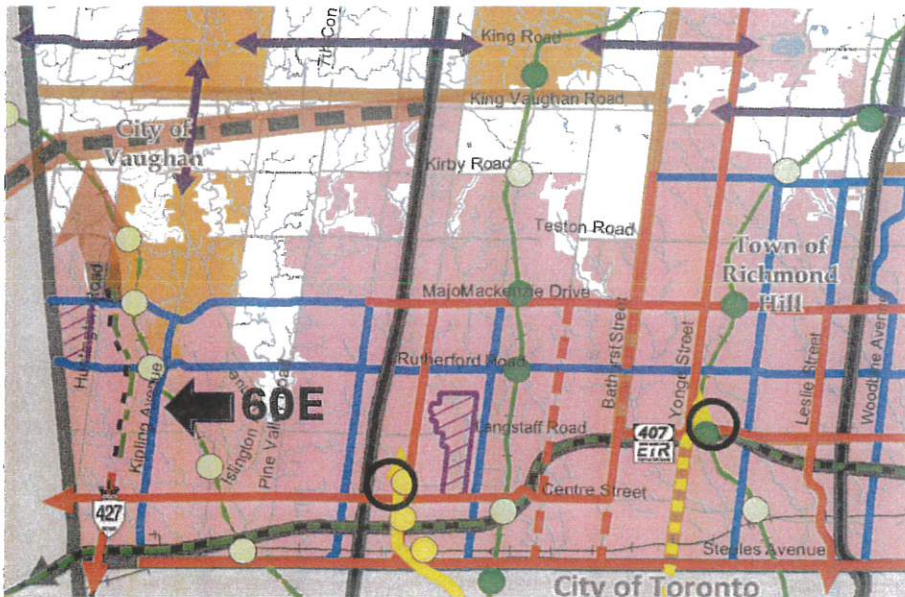 7th Con
King Road
King Vaughan Road
City of
Vaughan
Kirby Road
Teston Road
Town of
Richmond
Hill
Major Mackenzie Drive
Rutherford Road
Bathurst Street
Yonge Street
Leslie Street
Woodbine Avenue
Kipling Avenue
60E
Islington
Pine Valley
Langstaff Road
407
ETR
Centre Street
427
Steeles Avenue
City of Toronto